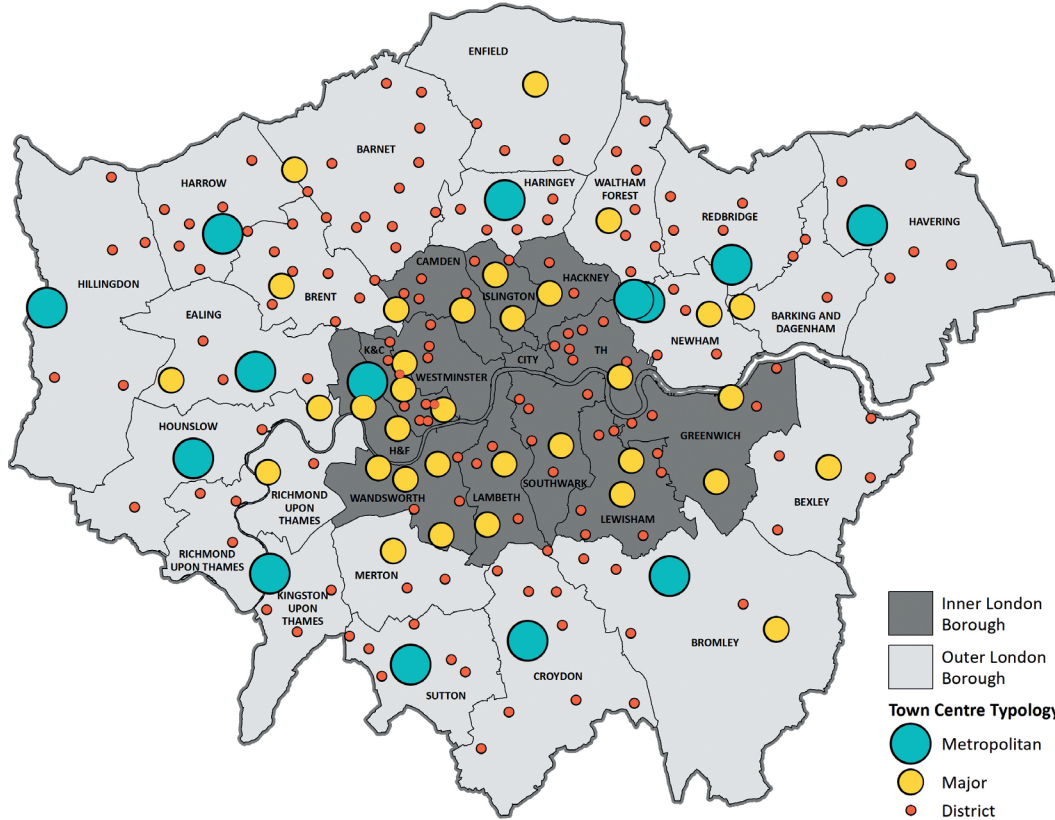 ENFIELD
BARNET
HARROW
HARINGEY
WALTHAM
FOREST
REDBRIDGE
HAVERING
CAMDEN
HACKNEY
HILLINGDON
BRENT
ISLINGTON
EALING
BARKING AND
DAGENHAM
NEWHAM
K&C
CITY
TH
WESTMINSTER
HOUNSLOW
GREENWICH
H&F
RICHMOND
UPON
THAMES
WANDSWORTH
LAMBETH
SOUTHWARK
BEXLEY
LEWISHAM
RICHMOND
UPON THAMES
MERTON
KINGSTON
UPON
THAMES
BROMLEY
CROYDON
SUTTON
Inner London
Borough
Outer London
Borough
Town Centre Typology
Metropolitan
Major
District